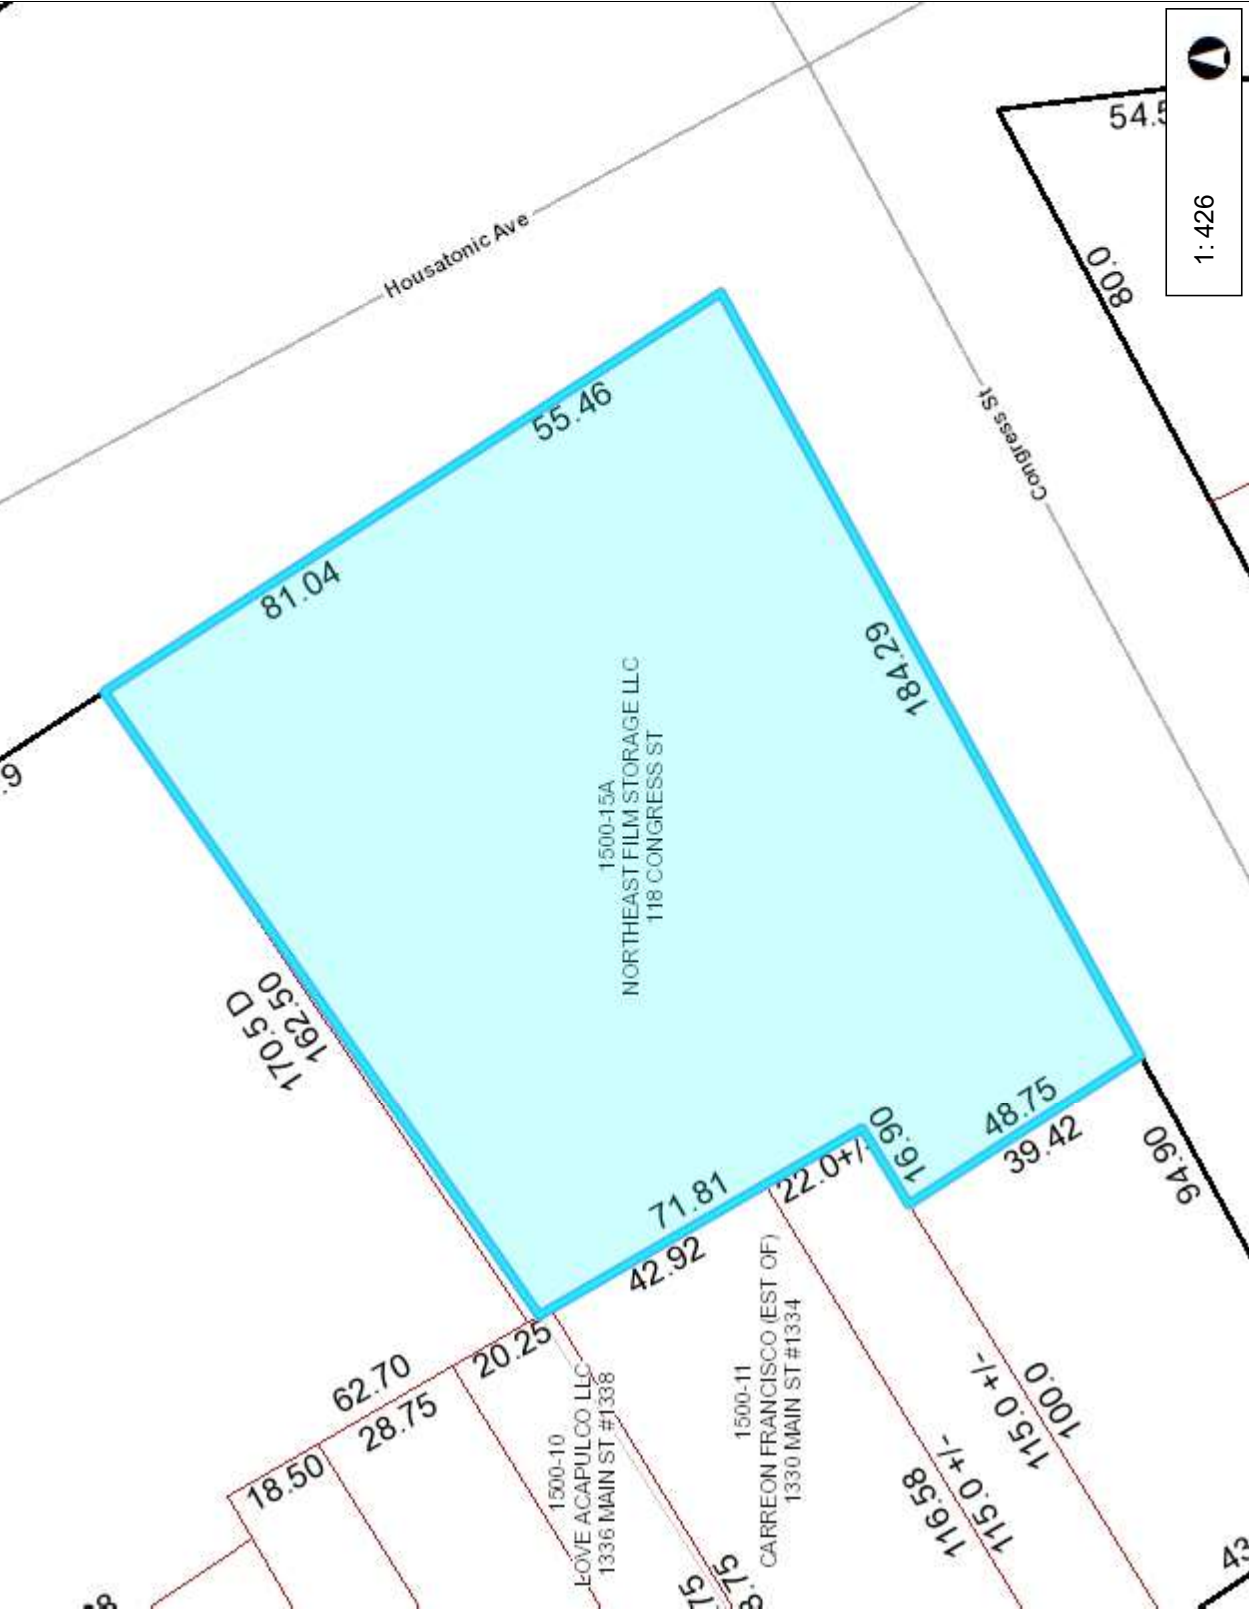 54.5
1: 426
80.0
Housatonic Ave
Congress St
55.46
81.04
184.29
1500-15A
NORTHEAST FILM STORAGE LLC
118 CONGRESS ST
170.5 D
162.50
48.75
39.42
16.90
22.0+/-
94.90
71.81
42.92
20.25
62.70
28.75
18.50
1500-10
LOVE ACAPULCO LLC
1336 MAIN ST #1338
1500-11
CARREON FRANCISCO (EST OF)
1330 MAIN ST #1334
115.0 +/-
100.0
116.58
115.0 +/-
.75
3.75
43